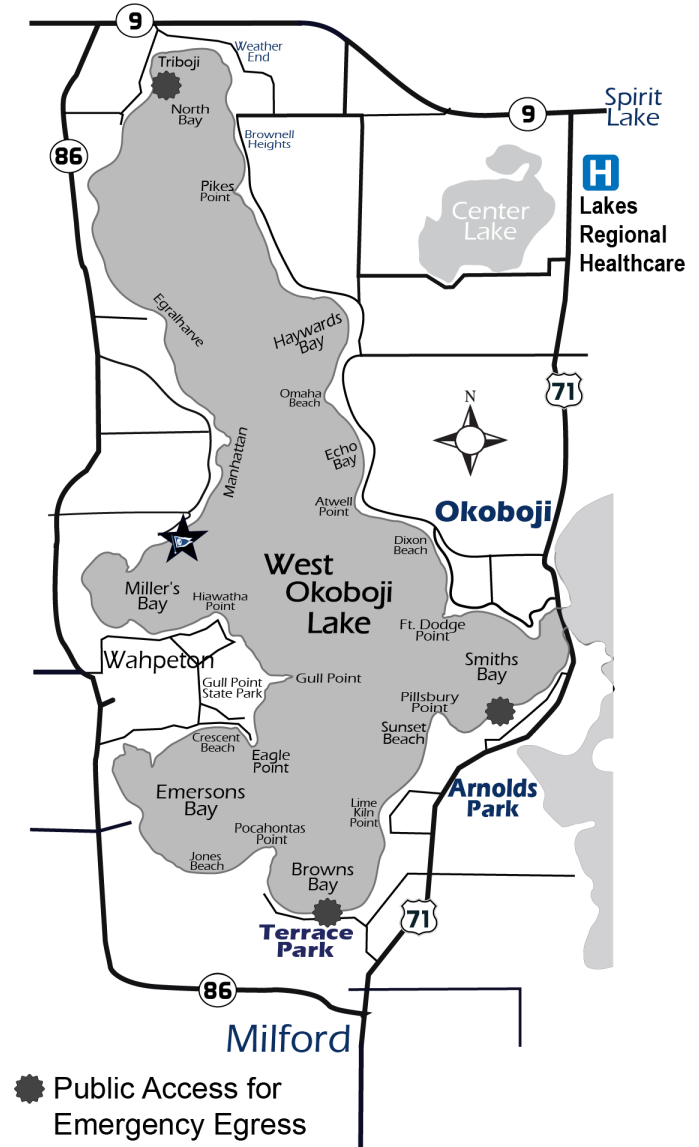 9
Weather
End
Triboji
North
Bay
9
Spirit
Lake
Brownell
Heights
86
H
Lakes
Regional
Healthcare
Pikes
Point
Center
Lake
Egralharve
Haywards
Bay
71
Omaha
Beach
N
Manhattan
Echo
Bay
Atwell
Point
Okoboji
Dixon
Beach
West
Okoboji
Lake
Miller's
Bay
Hiawatha
Point
Ft. Dodge
Point
Wahpeton
Smiths
Bay
Gull Point
State Park
Gull Point
Pillsbury
Point
Sunset
Beach
Crescent
Beach
Eagle
Point
Emersons
Bay
Arnolds
Park
Lime
Kiln
Point
Pocahontas
Point
Jones
Beach
Browns
Bay
71
Terrace
Park
86
Milford
Public Access for
Emergency Egress